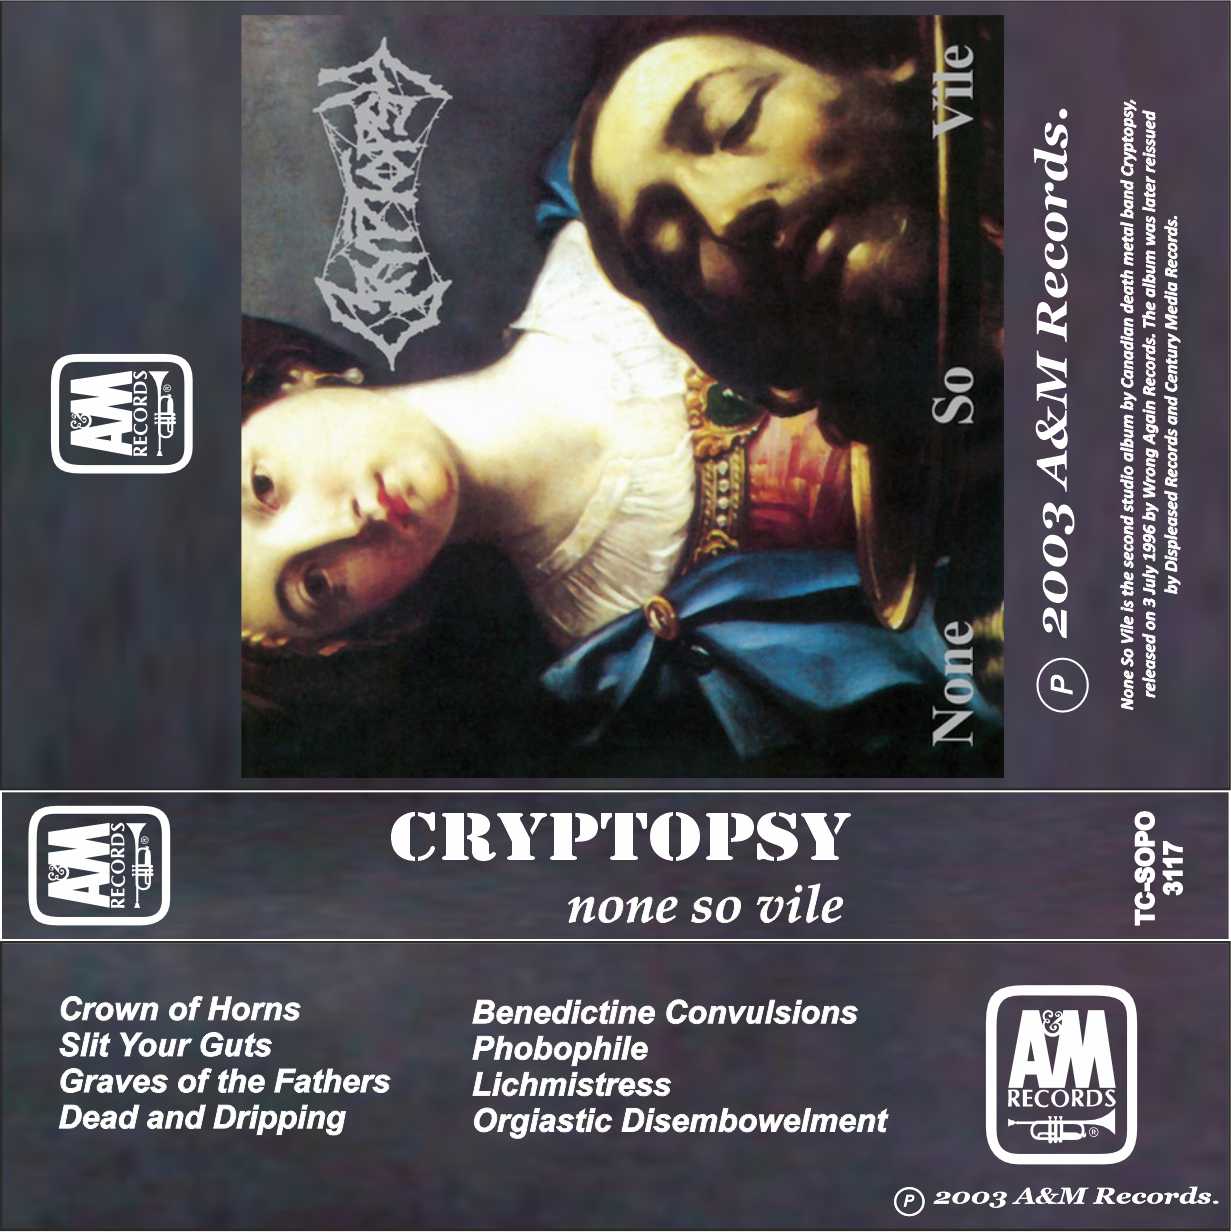 CRYPTOPSY
None So Vile
℗ 2003 A&M Records.
None So Vile is the second studio album by Canadian death metal band Cryptopsy,
released on 3 July 1996 by Wrong Again Records. The album was later reissued
by Displeased Records and Century Media Records.
A&M
RECORDS
®
A&M
RECORDS
®
CRYPTOPSY
none so vile
TC-SOPO
3117
Crown of Horns
Slit Your Guts
Graves of the Fathers
Dead and Dripping
Benedictine Convulsions
Phobophile
Lichmistress
Orgiastic Disembowelment
A&M
RECORDS
®
℗ 2003 A&M Records.